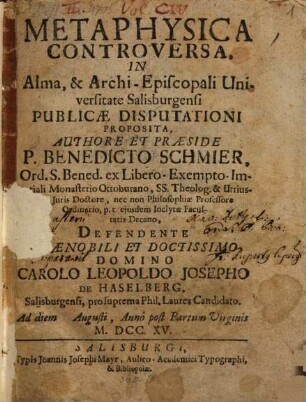 METAPHYSICA
CONTROVERSA.
IN
Alma, & Archi-Episcopali Uni-
versitate Salisburgensi
PUBLICÆ DISPUTATIONI
PROPOSITA,
AUTHORE ET PRÆSIDE
P. BENEDICTO SCHMIER,
Ord. S. Bened. ex Libero-Exempto-Im-
riali Monasterio Ottoburano, SS. Theolog. & Utrius-
Juris Doctore, nec non Philosophiæ Professore
Ordinario, p.t. ejusdem Inclytæ Facul-
tatis Decano,
DEFENDENTE
ÆNOBILI ET DOCTISSIMO
DOMINO
CAROLO LEOPOLDO JOSEPHO
DE HASELBERG,
Salisburgensi, pro suprema Phil. Laurea Candidato.
Ad diem Augusti, Annô post Partum Virginis
M. DCC. XV.
SALISBURGI,
Typis Joannis Josephi Mayr, Aulico-Academici Typographi,
& Bibliopolæ.